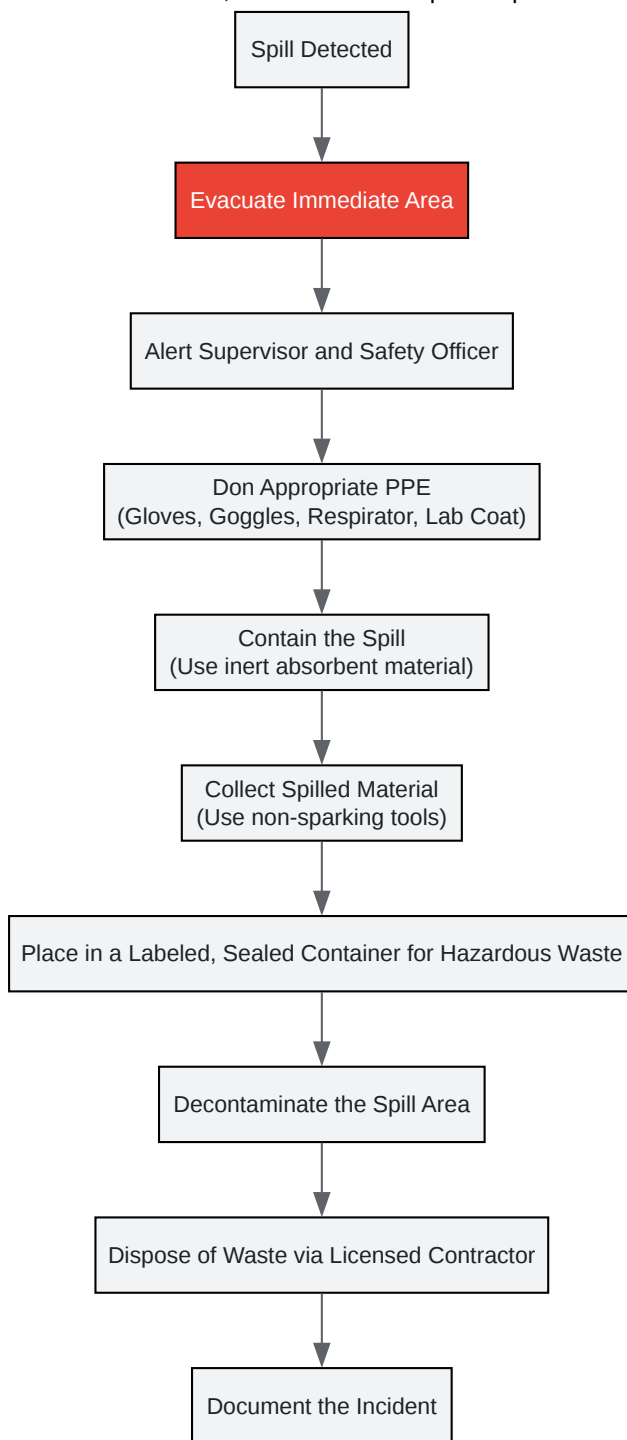 Spill Detected
Evacuate Immediate Area
Alert Supervisor and Safety Officer
Don Appropriate PPE
(Gloves, Goggles, Respirator, Lab Coat)
Contain the Spill
(Use inert absorbent material)
Collect Spilled Material
(Use non-sparking tools)
Place in a Labeled, Sealed Container for Hazardous Waste
Decontaminate the Spill Area
Dispose of Waste via Licensed Contractor
Document the Incident